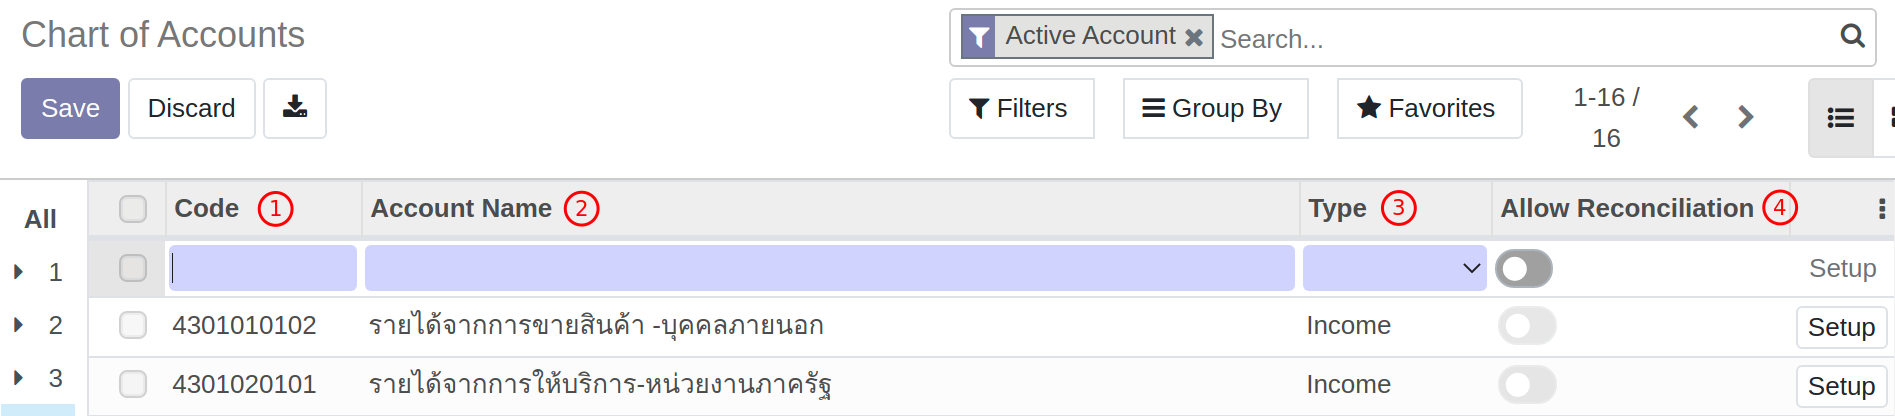 Chart of Accounts
Active Account Search...
Save Discard
Filters Group By Favorites 1-16 / 16
All
Code 1 Account Name 2 Type 3 Allow Reconciliation 4
1 Setup
2 4301010102 รายได้จากการขายสินค้า -บุคคลภายนอก Income Setup
3 4301020101 รายได้จากการให้บริการ-หน่วยงานภาครัฐ Income Setup